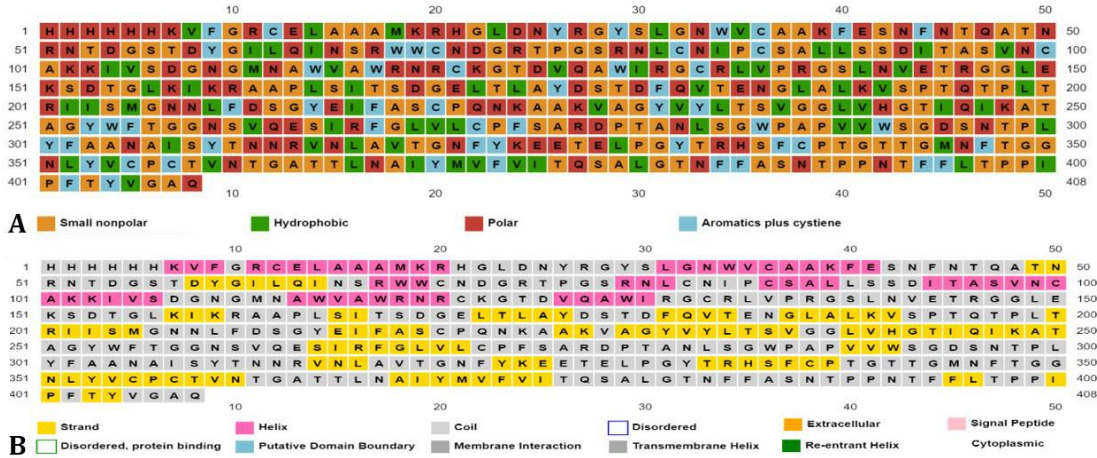 10 20 30 40 50
1 H H H H H H K V F G R C E L A A A M K R H G L D N Y R G Y S L G N W V C A A K F E S N F N T Q A T N 50
51 R N T D G S T D Y G I L Q I N S R W W C N D G R T P G S R N L C N I P C S A L L S S D I T A S V N C 100
101 A K K I V S D G N G M N A W V A W R N R C K G T D V Q A W I R G C R L V P R G S L N V E T R G G L E 150
151 K S D T G L K I K R A A P L S I T S D G E L T L A Y D S T D F Q V T E N G L A L K V S P T Q T P L T 200
201 R I I S M G N N L F D S G Y E I F A S C P Q N K A A K V A G Y V Y L T S V G G L V H G T I Q I K A T 250
251 A G Y W F T G G N S V Q E S I R F G L V L C P F S A R D P T A N L S G W P A P V V W S G D S N T P L 300
301 Y F A A N A I S Y T N N R V N L A V T G N F Y K E E T E L P G Y T R H S F C P T G T T G M N F T G G 350
351 N L Y V C P C T V N T G A T T L N A I Y M V F V I T Q S A L G T N F F A S N T P P N T F F L T P P I 400
401 P F T Y V G A Q 408
10 20 30 40 50
A Small nonpolar Hydrophobic Polar Aromatics plus cystiene
10 20 30 40 50
1 H H H H H H K V F G R C E L A A A M K R H G L D N Y R G Y S L G N W V C A A K F E S N F N T Q A T N 50
51 R N T D G S T D Y G I L Q I N S R W W C N D G R T P G S R N L C N I P C S A L L S S D I T A S V N C 100
101 A K K I V S D G N G M N A W V A W R N R C K G T D V Q A W I R G C R L V P R G S L N V E T R G G L E 150
151 K S D T G L K I K R A A P L S I T S D G E L T L A Y D S T D F Q V T E N G L A L K V S P T Q T P L T 200
201 R I I S M G N N L F D S G Y E I F A S C P Q N K A A K V A G Y V Y L T S V G G L V H G T I Q I K A T 250
251 A G Y W F T G G N S V Q E S I R F G L V L C P F S A R D P T A N L S G W P A P V V W S G D S N T P L 300
301 Y F A A N A I S Y T N N R V N L A V T G N F Y K E E T E L P G Y T R H S F C P T G T T G M N F T G G 350
351 N L Y V C P C T V N T G A T T L N A I Y M V F V I T Q S A L G T N F F A S N T P P N T F F L T P P I 400
401 P F T Y V G A Q 408
10 20 30 40 50
Strand Helix Coil Disordered Extracellular Signal Peptide
B Disordered, protein binding Putative Domain Boundary Membrane Interaction Transmembrane Helix Re-entrant Helix Cytoplasmic